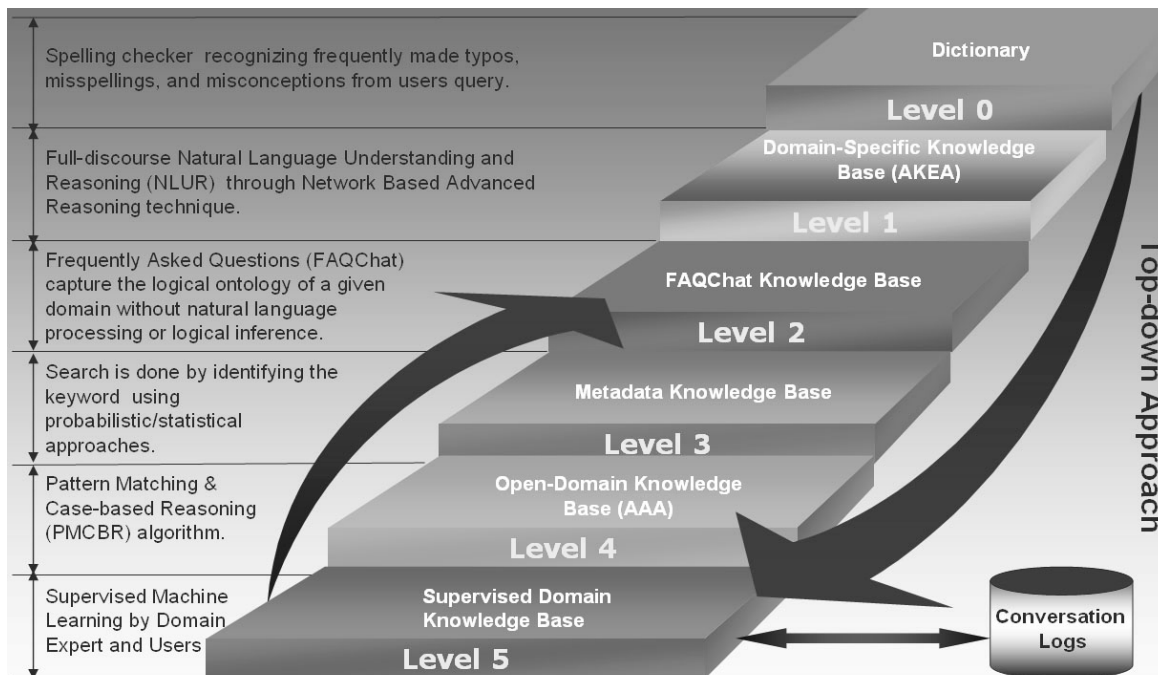 Spelling checker recognizing frequently made typos,
misspellings, and misconceptions from users query.
Dictionary
Level 0
Full-discourse Natural Language Understanding and
Reasoning (NLUR) through Network Based Advanced
Reasoning technique.
Domain-Specific Knowledge
Base (AKEA)
Level 1
Frequently Asked Questions (FAQChat)
capture the logical ontology of a given
domain without natural language
processing or logical inference.
FAQChat Knowledge Base
Level 2
Search is done by identifying the
keyword using
probabilistic/statistical
approaches.
Metadata Knowledge Base
Level 3
Pattern Matching &
Case-based Reasoning
(PMCBR) algorithm.
Open-Domain Knowledge
Base (AAA)
Level 4
Supervised Machine
Learning by Domain
Expert and Users
Supervised Domain
Knowledge Base
Level 5
Top-down Approach
Conversation
Logs